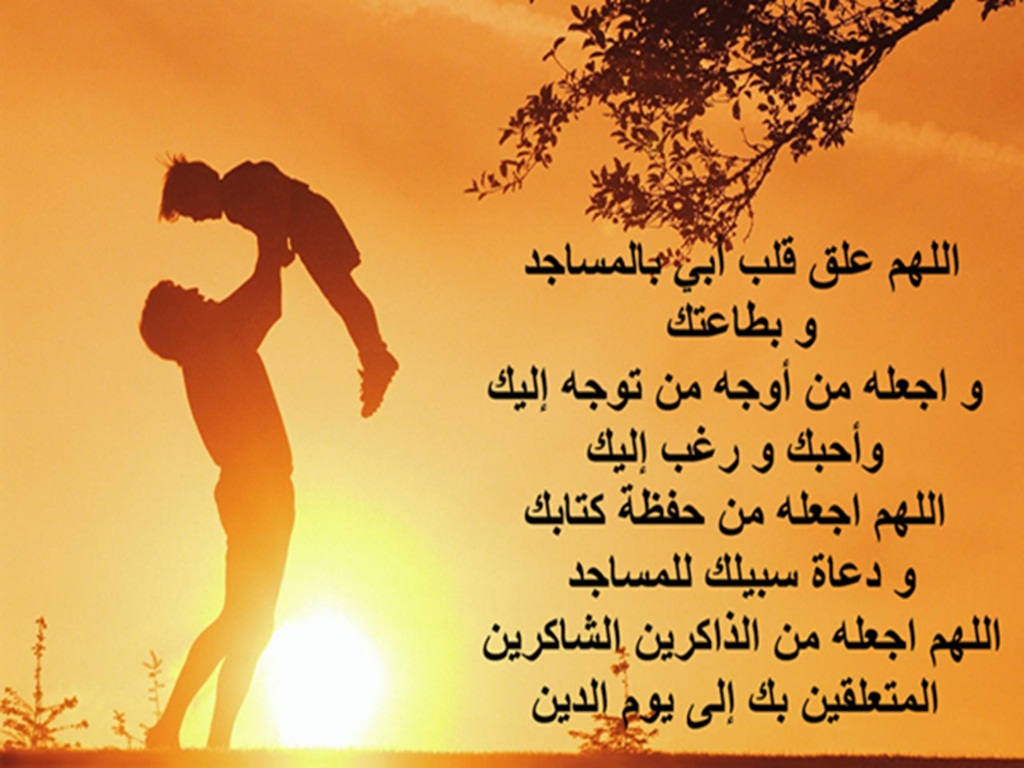 اللهم علق قلب أبي بالمساجد
و بطاعتك
و اجعله من أوجه من توجه إليك
وأحبك و رغب إليك
اللهم اجعله من حفظة كتابك
و دعاة سبيلك للمساجد
اللهم اجعله من الذاكرين الشاكرين
المتعلقين بك إلى يوم الدين